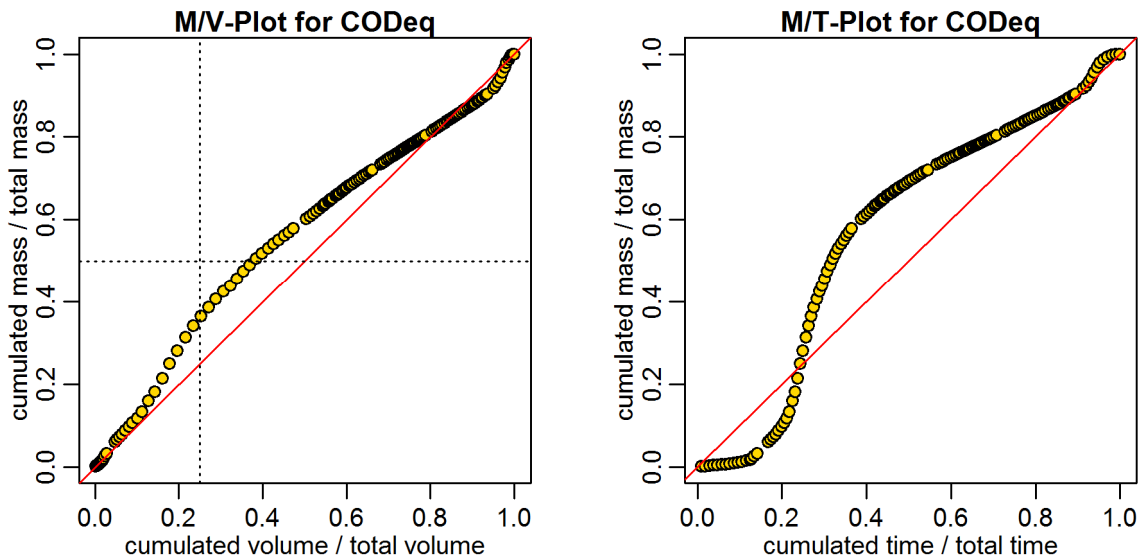 M/V-Plot for CODeq
cumulated mass / total mass
1.0
0.8
0.6
0.4
0.2
0.0
0.0 0.2 0.4 0.6 0.8 1.0
cumulated volume / total volume
M/T-Plot for CODeq
cumulated mass / total mass
1.0
0.8
0.6
0.4
0.2
0.0
0.0 0.2 0.4 0.6 0.8 1.0
cumulated time / total time